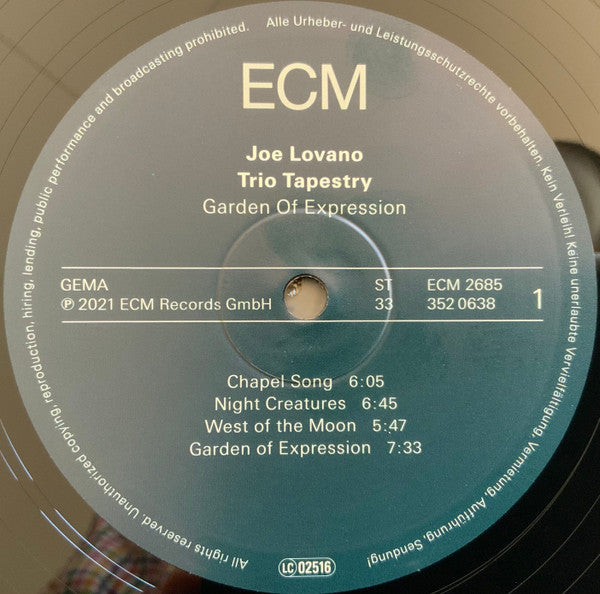 All rights reserved. Unauthorized copying, reproduction, hiring, lending, public performance and broadcasting prohibited.
Alle Urheber- und Leistungsschutzrechte vorbehalten. Kein Verleih! Keine unerlaubte Vervielfältigung, Vermietung, Aufführung, Sendung!
ECM
Joe Lovano
Trio Tapestry
Garden Of Expression
GEMA ST ECM 2685
℗ 2021 ECM Records GmbH 33 352 0638 1
Chapel Song 6:05
Night Creatures 6:45
West of the Moon 5:47
Garden of Expression 7:33
LC 02516